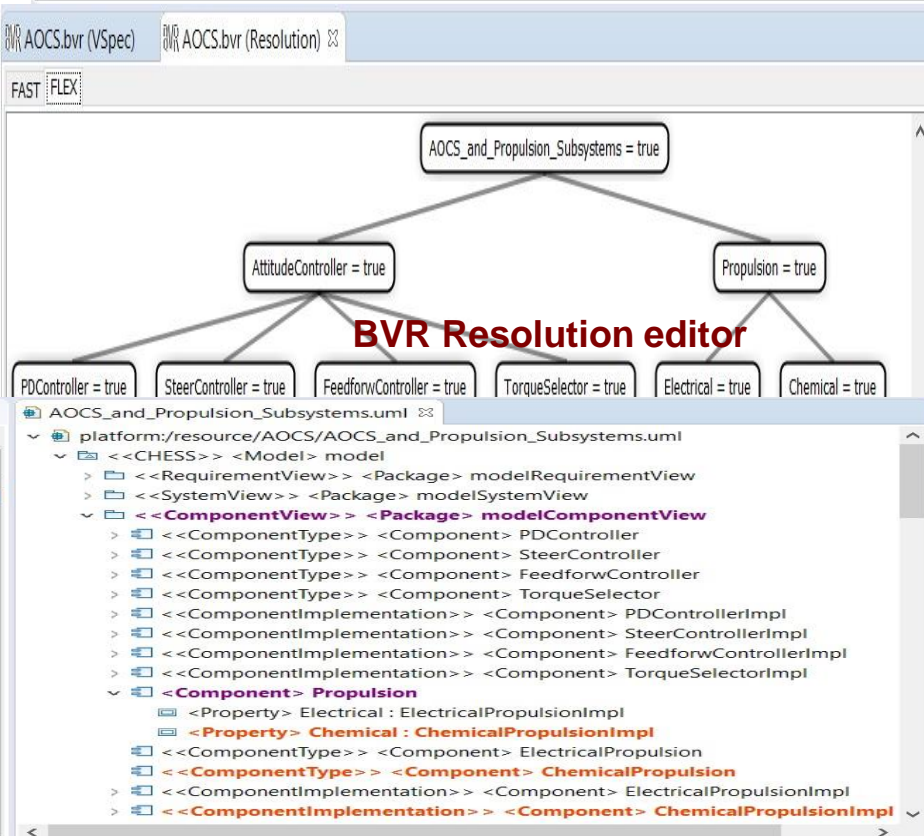 AOCS.bvr (VSpec) BVR AOCS.bvr (Resolution)
FAST FLEX
AOCS_and_Propulsion_Subsystems = true
AttitudeController = true Propulsion = true
BVR Resolution editor
PDController = true SteerController = true FeedforwController = true TorqueSelector = true Electrical = true Chemical = true
AOCS_and_Propulsion_Subsystems.uml
platform:/resource/AOCS/AOCS_and_Propulsion_Subsystems.uml
<<CHESS>> <Model> model
<<RequirementView>> <Package> modelRequirementView
<<SystemView>> <Package> modelSystemView
<<ComponentView>> <Package> modelComponentView
<<ComponentType>> <Component> PDController
<<ComponentType>> <Component> SteerController
<<ComponentType>> <Component> FeedforwController
<<ComponentType>> <Component> TorqueSelector
<<ComponentImplementation>> <Component> PDControllerImpl
<<ComponentImplementation>> <Component> SteerControllerImpl
<<ComponentImplementation>> <Component> FeedforwControllerImpl
<<ComponentImplementation>> <Component> TorqueSelectorImpl
<Component> Propulsion
<Property> Electrical : ElectricalPropulsionImpl
<Property> Chemical : ChemicalPropulsionImpl
<<ComponentType>> <Component> ElectricalPropulsion
<<ComponentType>> <Component> ChemicalPropulsion
<<ComponentImplementation>> <Component> ElectricalPropulsionImpl
<<ComponentImplementation>> <Component> ChemicalPropulsionImpl